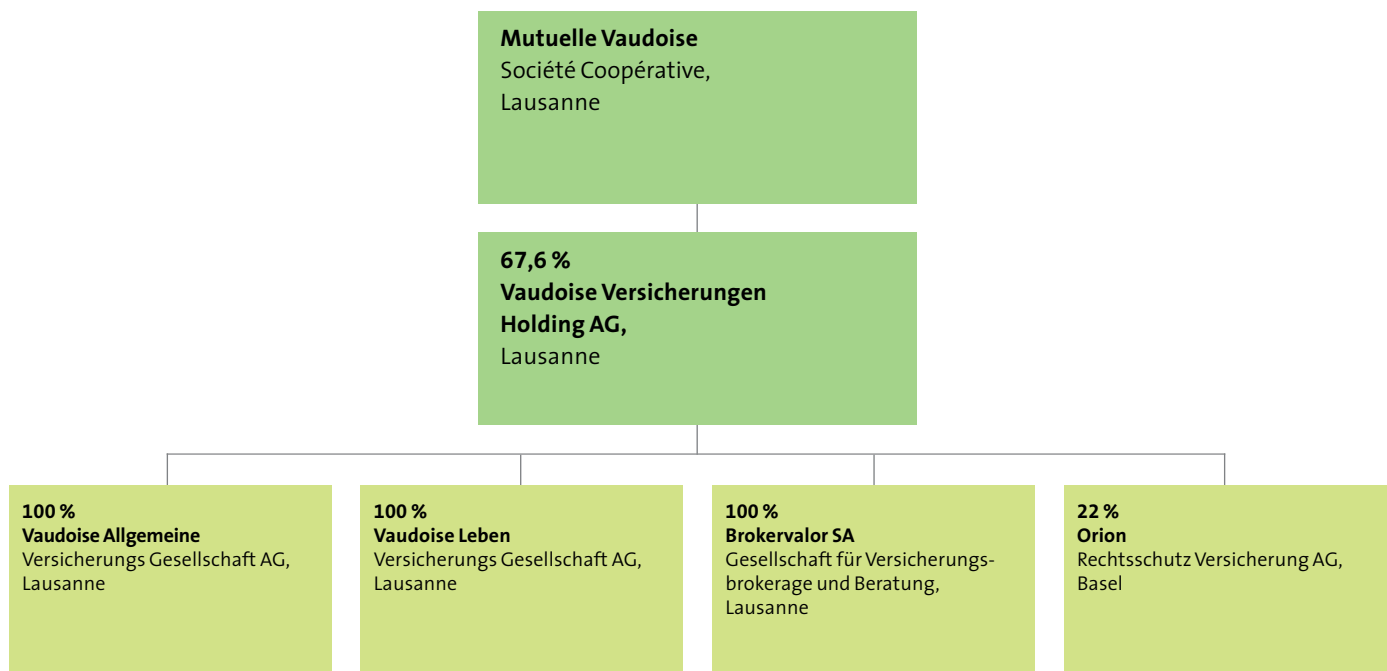 Mutuelle Vaudoise
Société Coopérative,
Lausanne
67,6 %
Vaudoise Versicherungen
Holding AG,
Lausanne
100 %
Vaudoise Allgemeine
Versicherungs Gesellschaft AG,
Lausanne
100 %
Vaudoise Leben
Versicherungs Gesellschaft AG,
Lausanne
100 %
Brokervalor SA
Gesellschaft für Versicherungs-
brokerage und Beratung,
Lausanne
22 %
Orion
Rechtsschutz Versicherung AG,
Basel